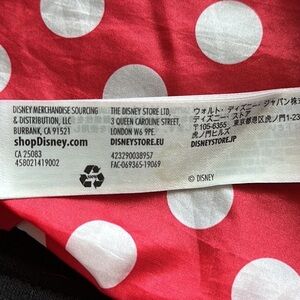 DISNEY MERCHANDISE SOURCING
& DISTRIBUTION, LLC
BURBANK, CA 91521
shopDisney.com
CA 25083
458021419002
THE DISNEY STORE LTD,
3 QUEEN CAROLINE STREET,
LONDON W6 9PE.
DISNEYSTORE.EU
423290038957
FAC-069365-19069
ウォルト・ディズニー・ジャパン株式
ディズニー・ストア
〒105-6355 東京都港区虎ノ門1-23
虎ノ門ヒルズ
DISNEYSTORE.JP
© DISNEY